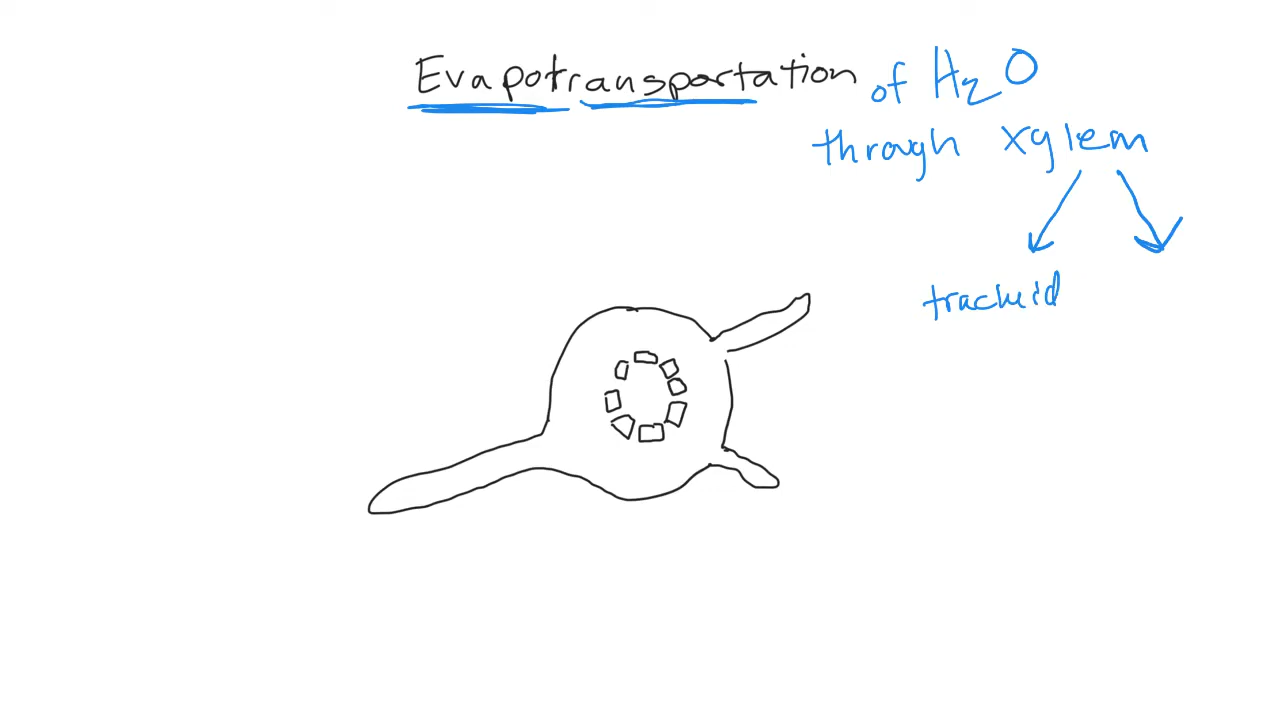 Evapotransportation of H2O
through xylem
tracheid